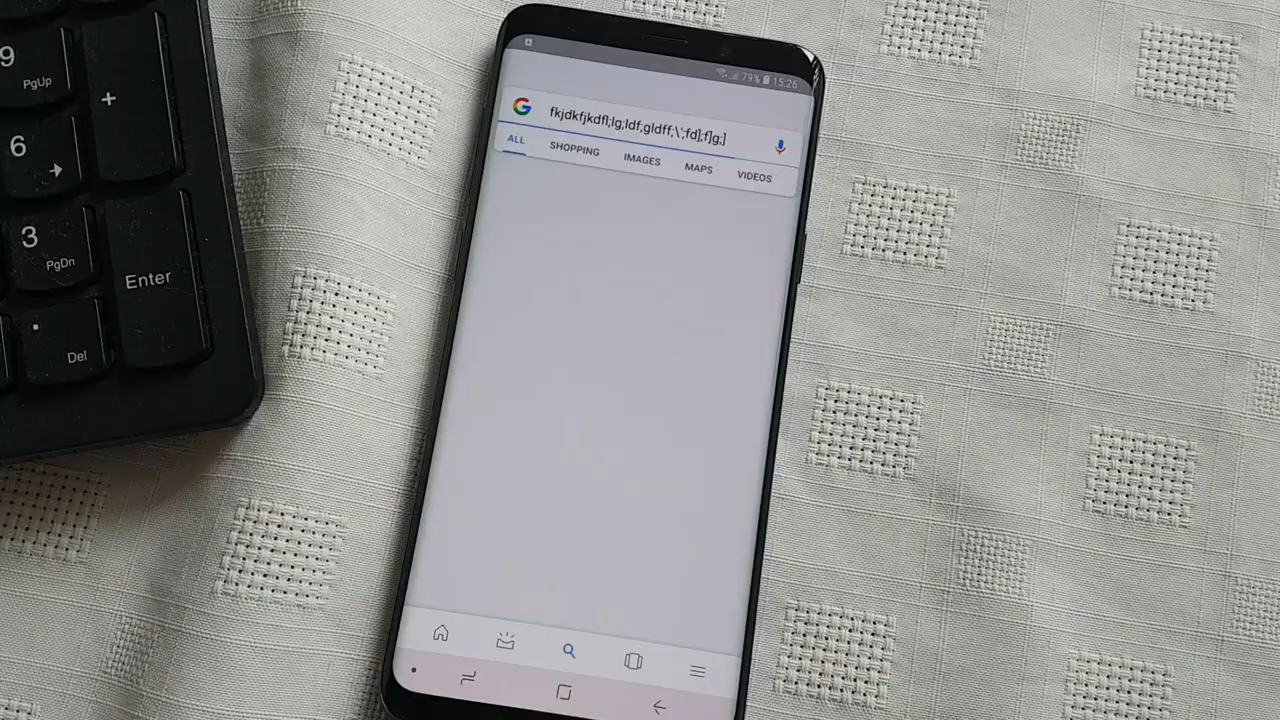 9
PgUp
+
6
3
PgDn
Enter
.
Del
79% 15:26
G
fkjdkfjkdfl;lg;ldf;gldff;\';fd];f]g;]
ALL SHOPPING IMAGES MAPS VIDEOS